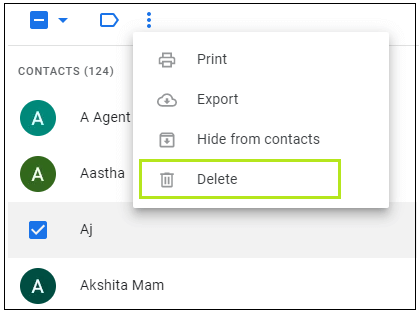 Print
CONTACTS (124)
Export
A A Agent
Hide from contacts
A Aastha
Delete
Aj
A Akshita Mam